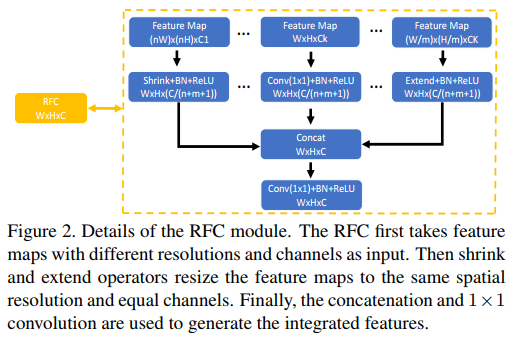 Feature Map ... Feature Map ... Feature Map
(nW)x(nH)xC1 WxHxCk (W/m)x(H/m)xCK
Shrink+BN+ReLU ... Conv(1x1)+BN+ReLU ... Extend+BN+ReLU
WxHx(C/(n+m+1)) WxHx(C/(n+m+1)) WxHx(C/(n+m+1))
RFC
WxHxC
Concat
WxHxC
Conv(1x1)+BN+ReLU
WxHxC
Figure 2. Details of the RFC module. The RFC first takes feature
maps with different resolutions and channels as input. Then shrink
and extend operators resize the feature maps to the same spatial
resolution and equal channels. Finally, the concatenation and 1×1
convolution are used to generate the integrated features.